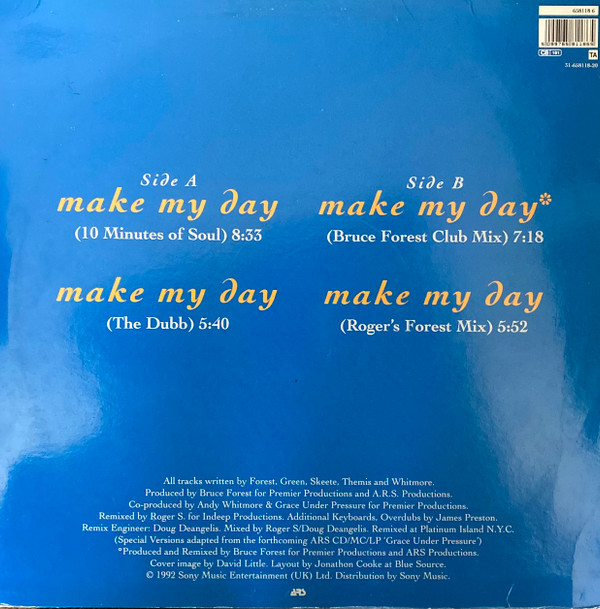 658118 6
TA
31-658118-20
Side A
make my day
(10 Minutes of Soul) 8:33
make my day
(The Dubb) 5:40
Side B
make my day*
(Bruce Forest Club Mix) 7:18
make my day
(Roger's Forest Mix) 5:52
All tracks written by Forest, Green, Skeete, Themis and Whitmore.
Produced by Bruce Forest for Premier Productions and A.R.S. Productions.
Co-produced by Andy Whitmore & Grace Under Pressure for Premier Productions.
Remixed by Roger S. for Indeep Productions. Additional Keyboards, Overdubs by James Preston.
Remix Engineer: Doug Deangelis. Mixed by Roger S/Doug Deangelis. Remixed at Platinum Island N.Y.C.
(Special Versions adapted from the forthcoming ARS CD/MC/LP 'Grace Under Pressure')
*Produced and Remixed by Bruce Forest for Premier Productions and ARS Productions.
Cover image by David Little. Layout by Jonathon Cooke at Blue Source.
© 1992 Sony Music Entertainment (UK) Ltd. Distribution by Sony Music.
ARS